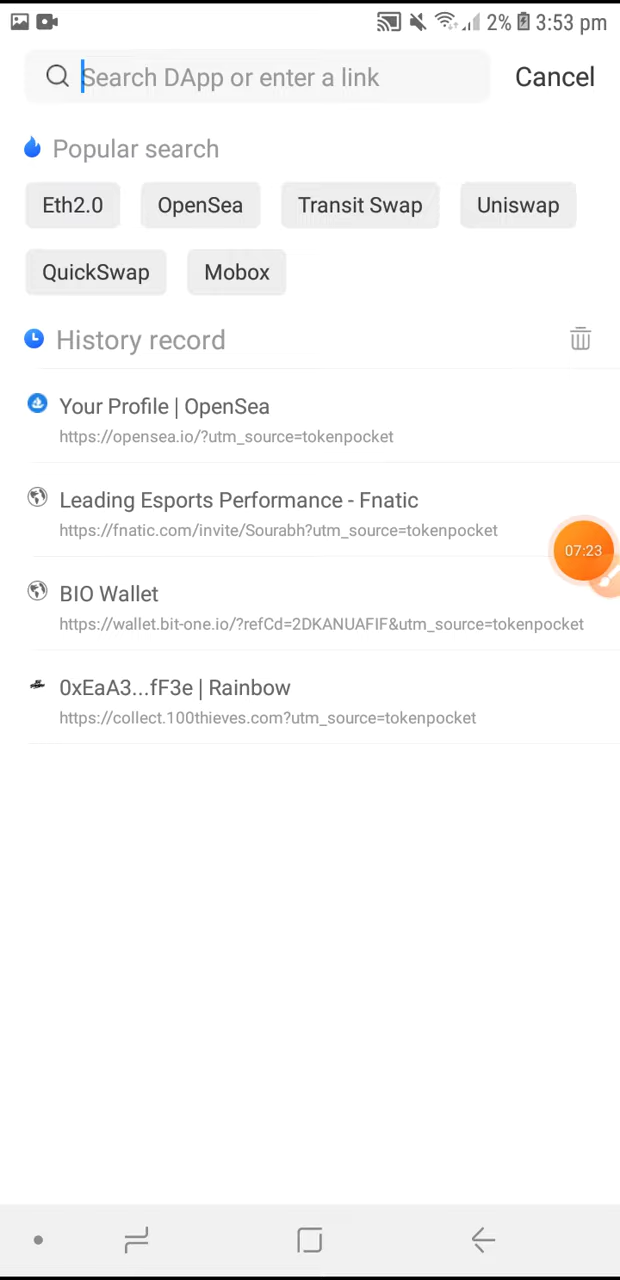 2% 3:53 pm
Search DApp or enter a link Cancel
Popular search
Eth2.0 OpenSea Transit Swap Uniswap
QuickSwap Mobox
History record
Your Profile | OpenSea
https://opensea.io/?utm_source=tokenpocket
Leading Esports Performance - Fnatic
https://fnatic.com/invite/Sourabh?utm_source=tokenpocket
07:23
BIO Wallet
https://wallet.bit-one.io/?refCd=2DKANUAFIF&utm_source=tokenpocket
0xEaA3...fF3e | Rainbow
https://collect.100thieves.com?utm_source=tokenpocket